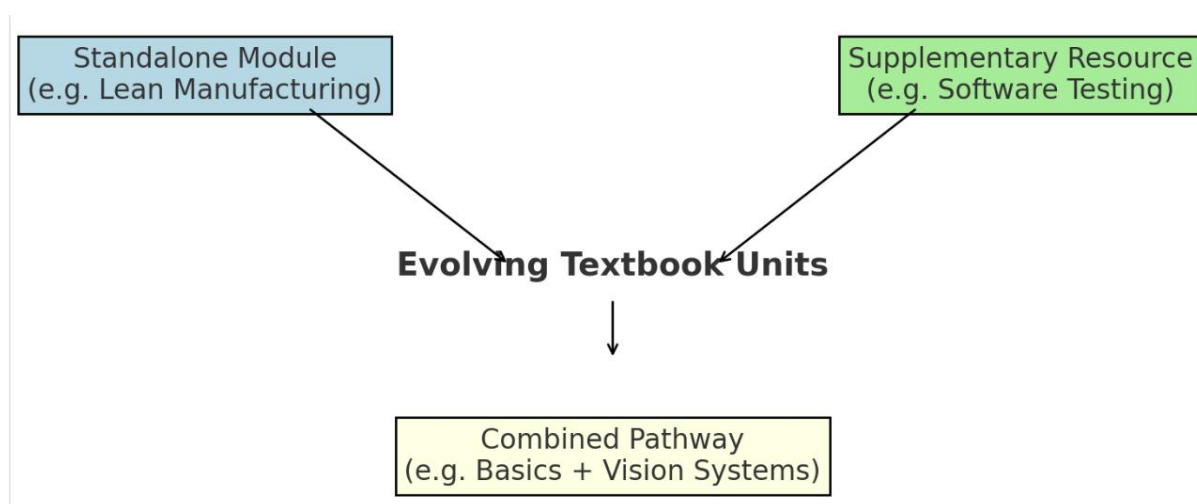 Standalone Module
(e.g. Lean Manufacturing)
Supplementary Resource
(e.g. Software Testing)
Evolving Textbook Units
Combined Pathway
(e.g. Basics + Vision Systems)